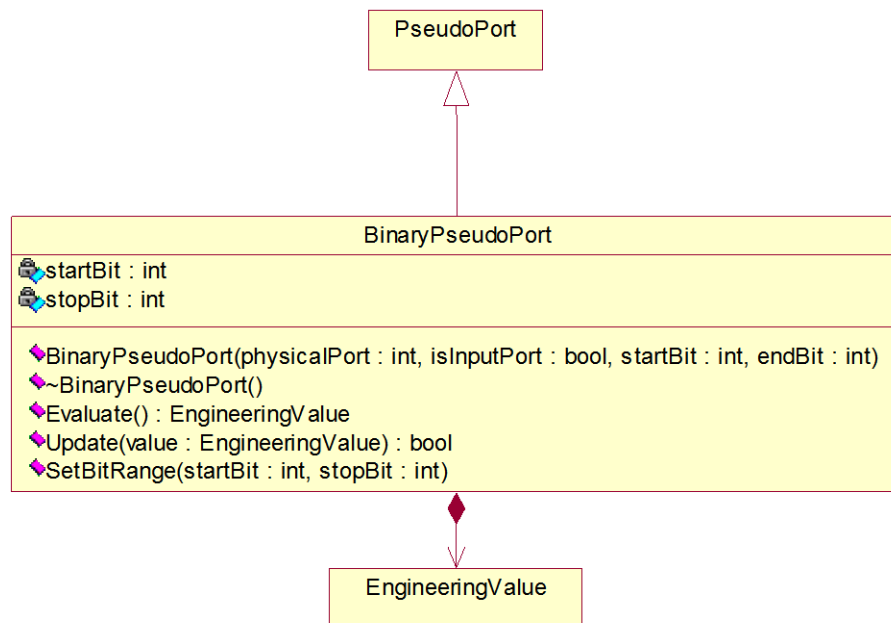 PseudoPort
BinaryPseudoPort
startBit : int
stopBit : int
BinaryPseudoPort(physicalPort : int, isInputPort : bool, startBit : int, endBit : int)
~BinaryPseudoPort()
Evaluate() : EngineeringValue
Update(value : EngineeringValue) : bool
SetBitRange(startBit : int, stopBit : int)
EngineeringValue